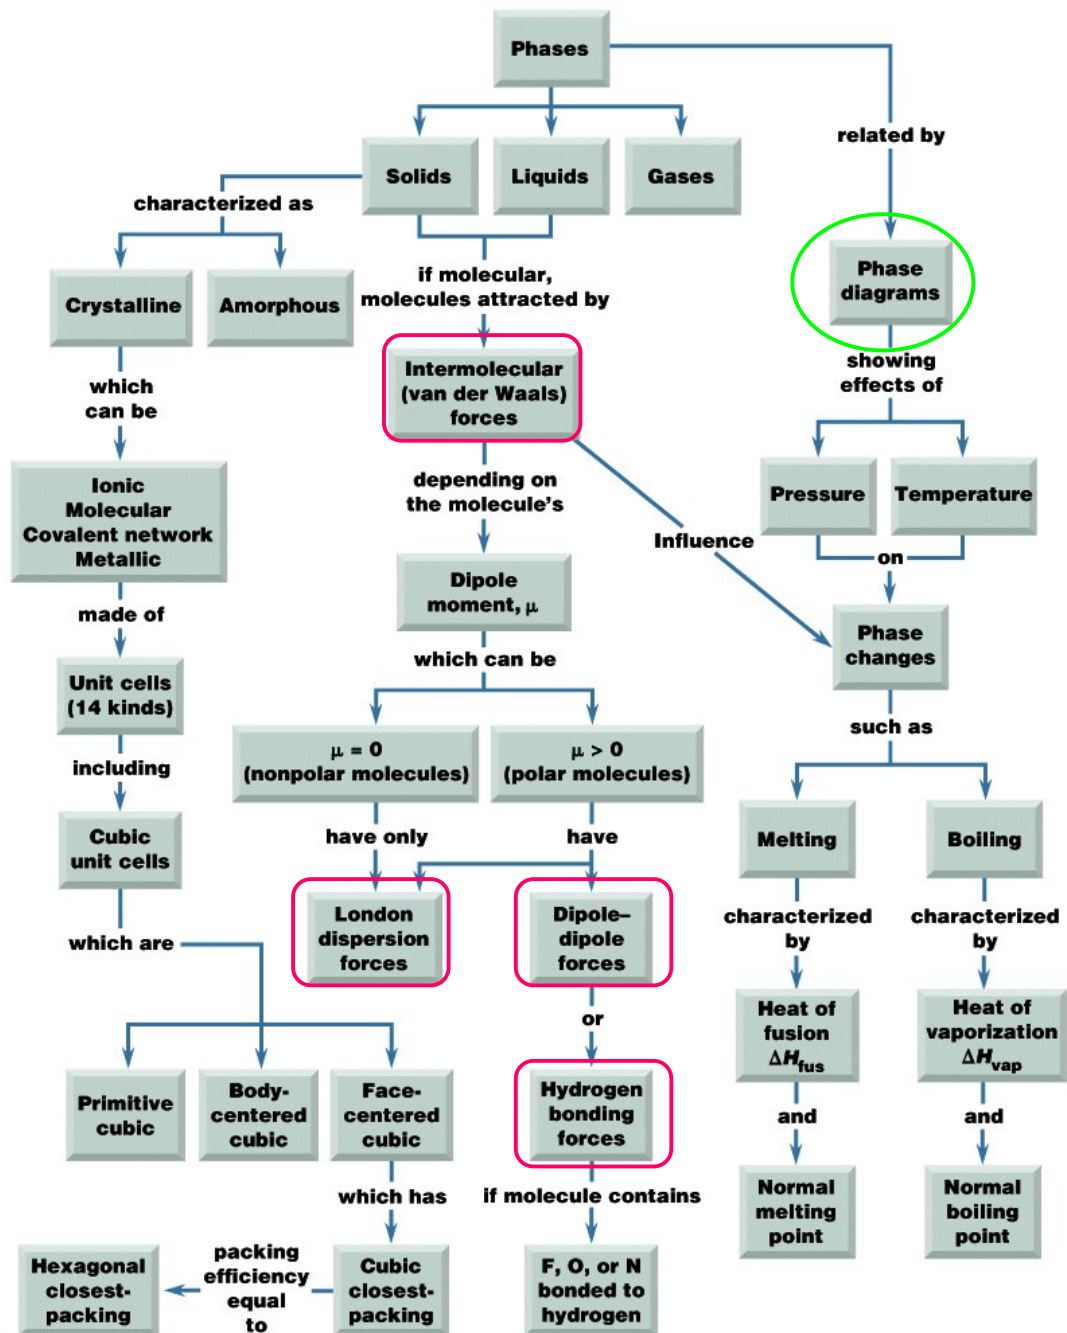 Phases
related by
Solids
Liquids
Gases
characterized as
Crystalline
Amorphous
if molecular,
molecules attracted by
Phase
diagrams
which
can be
Intermolecular
(van der Waals)
forces
showing
effects of
Ionic
Molecular
Covalent network
Metallic
depending on
the molecule's
Influence
Pressure
Temperature
on
made of
Dipole
moment, μ
Phase
changes
Unit cells
(14 kinds)
which can be
such as
including
μ = 0
(nonpolar molecules)
μ > 0
(polar molecules)
Cubic
unit cells
have only
have
Melting
Boiling
which are
London
dispersion
forces
Dipole–
dipole
forces
characterized
by
characterized
by
or
Heat of
fusion
ΔHfus
Heat of
vaporization
ΔHvap
Primitive
cubic
Body-
centered
cubic
Face-
centered
cubic
Hydrogen
bonding
forces
and
and
which has
if molecule contains
Normal
melting
point
Normal
boiling
point
Hexagonal
closest-
packing
packing
efficiency
equal
to
Cubic
closest-
packing
F, O, or N
bonded to
hydrogen